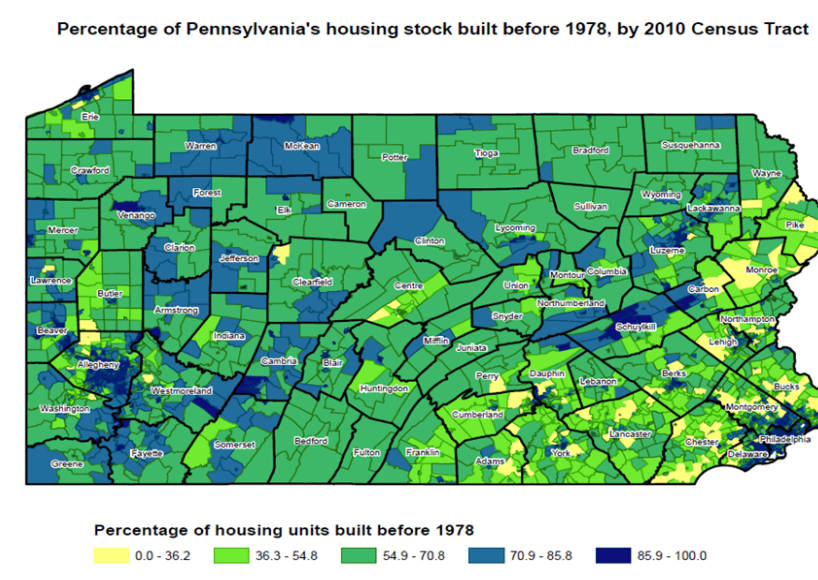 Percentage of Pennsylvania's housing stock built before 1978, by 2010 Census Tract
Erie
Warren
McKean
Potter
Tioga
Bradford
Susquehanna
Wayne
Crawford
Forest
Elk
Cameron
Sullivan
Wyoming
Lackawanna
Pike
Mercer
Venango
Clarion
Jefferson
Clearfield
Clinton
Centre
Lycoming
Union
Montour
Columbia
Luzerne
Monroe
Lawrence
Butler
Armstrong
Indiana
Northumberland
Snyder
Carbon
Schuylkill
Northampton
Lehigh
Beaver
Allegheny
Westmoreland
Cambria
Blair
Huntingdon
Mifflin
Juniata
Perry
Dauphin
Lebanon
Berks
Bucks
Montgomery
Washington
Somerset
Bedford
Fulton
Franklin
Cumberland
Adams
York
Lancaster
Chester
Philadelphia
Delaware
Greene
Fayette
Percentage of housing units built before 1978
0.0 - 36.2 36.3 - 54.8 54.9 - 70.8 70.9 - 85.8 85.9 - 100.0